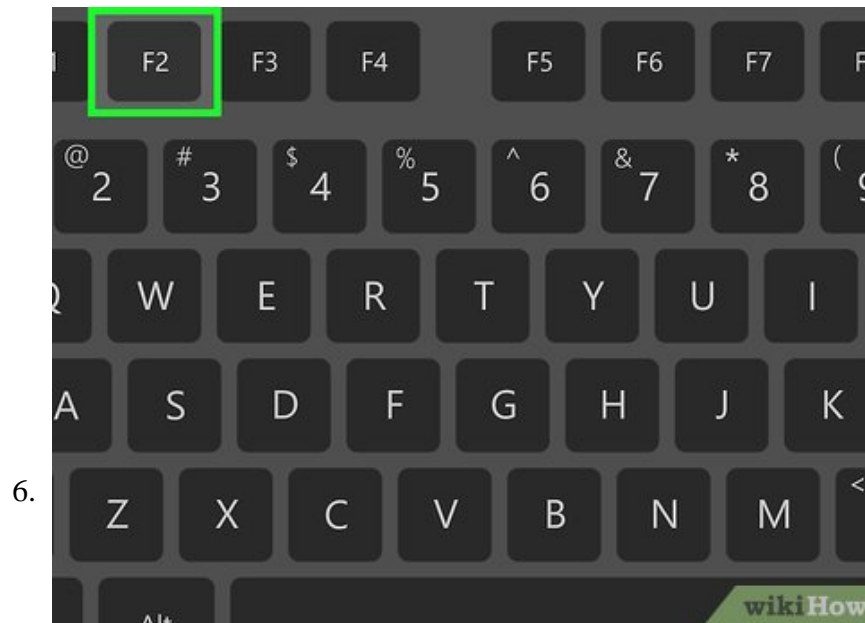 F2 F3 F4 F5 F6 F7
@ 2 # 3 $ 4 % 5 ^ 6 & 7 * 8 (
W E R T Y U I
A S D F G H J K
6. Z X C V B N M <
wikiHow